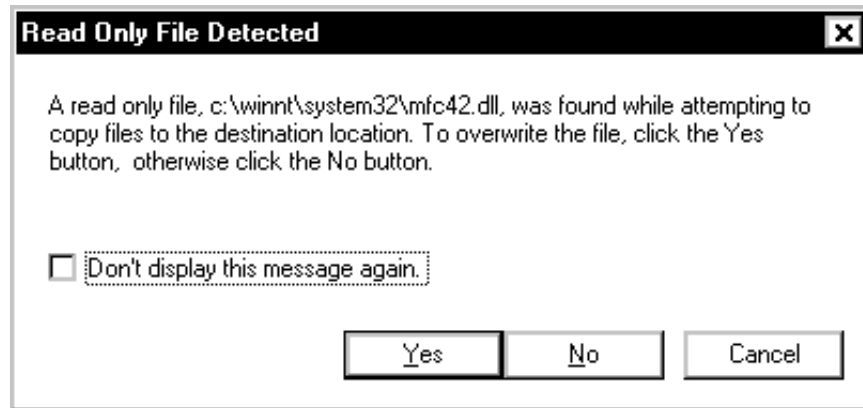 Read Only File Detected
A read only file, c:\winnt\system32\mfc42.dll, was found while attempting to
copy files to the destination location. To overwrite the file, click the Yes
button,  otherwise click the No button.
Don't display this message again.
Yes No Cancel